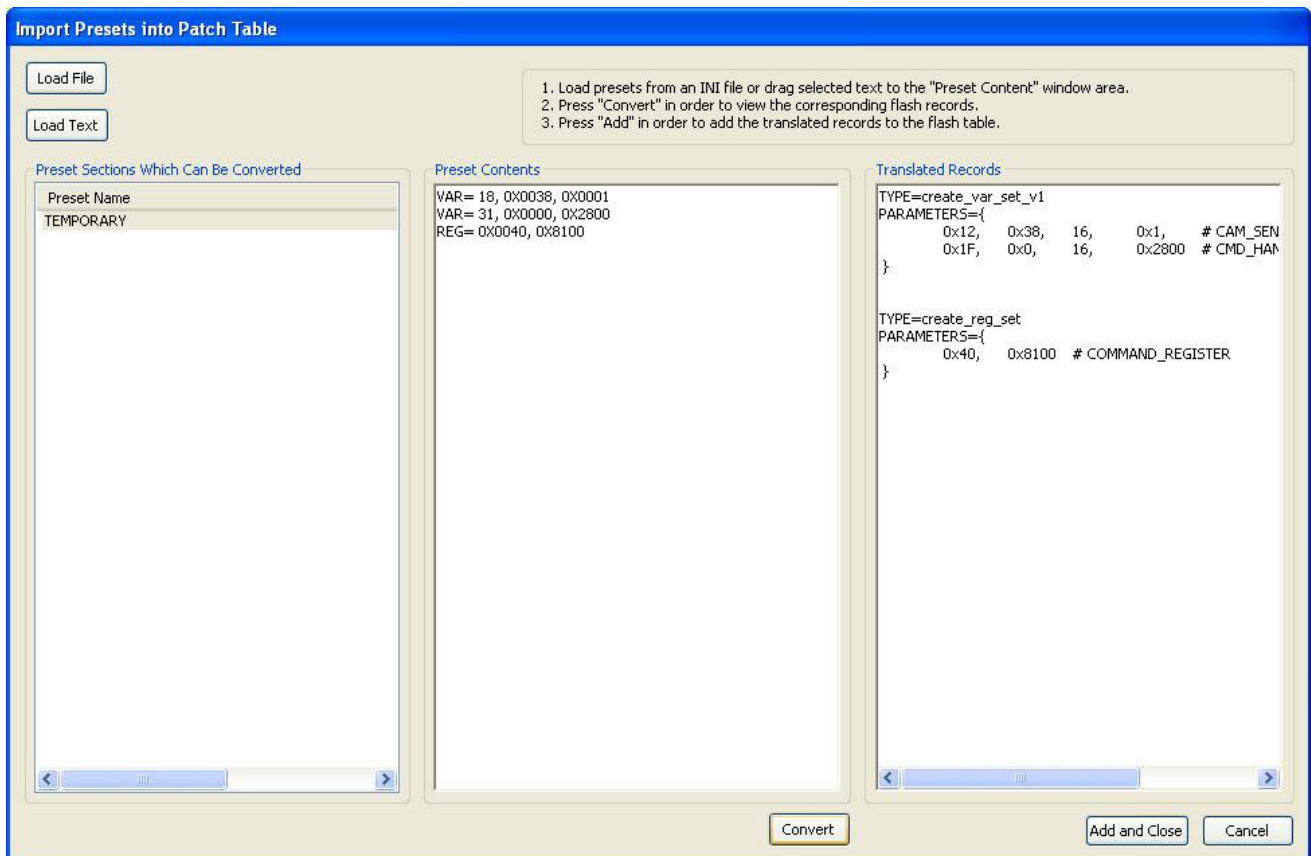 Import Presets into Patch Table
Load File
Load Text
1. Load presets from an INI file or drag selected text to the "Preset Content" window area.
2. Press "Convert" in order to view the corresponding flash records.
3. Press "Add" in order to add the translated records to the flash table.
Preset Sections Which Can Be Converted
Preset Name
TEMPORARY
Preset Contents
VAR= 18, 0X0038, 0X0001
VAR= 31, 0X0000, 0X2800
REG= 0X0040, 0X8100
Translated Records
TYPE=create_var_set_v1
PARAMETERS={
0x12, 0x38, 16, 0x1, # CAM_SEN
0x1F, 0x0, 16, 0x2800 # CMD_HAN
}
TYPE=create_reg_set
PARAMETERS={
0x40, 0x8100 # COMMAND_REGISTER
}
Convert
Add and Close
Cancel